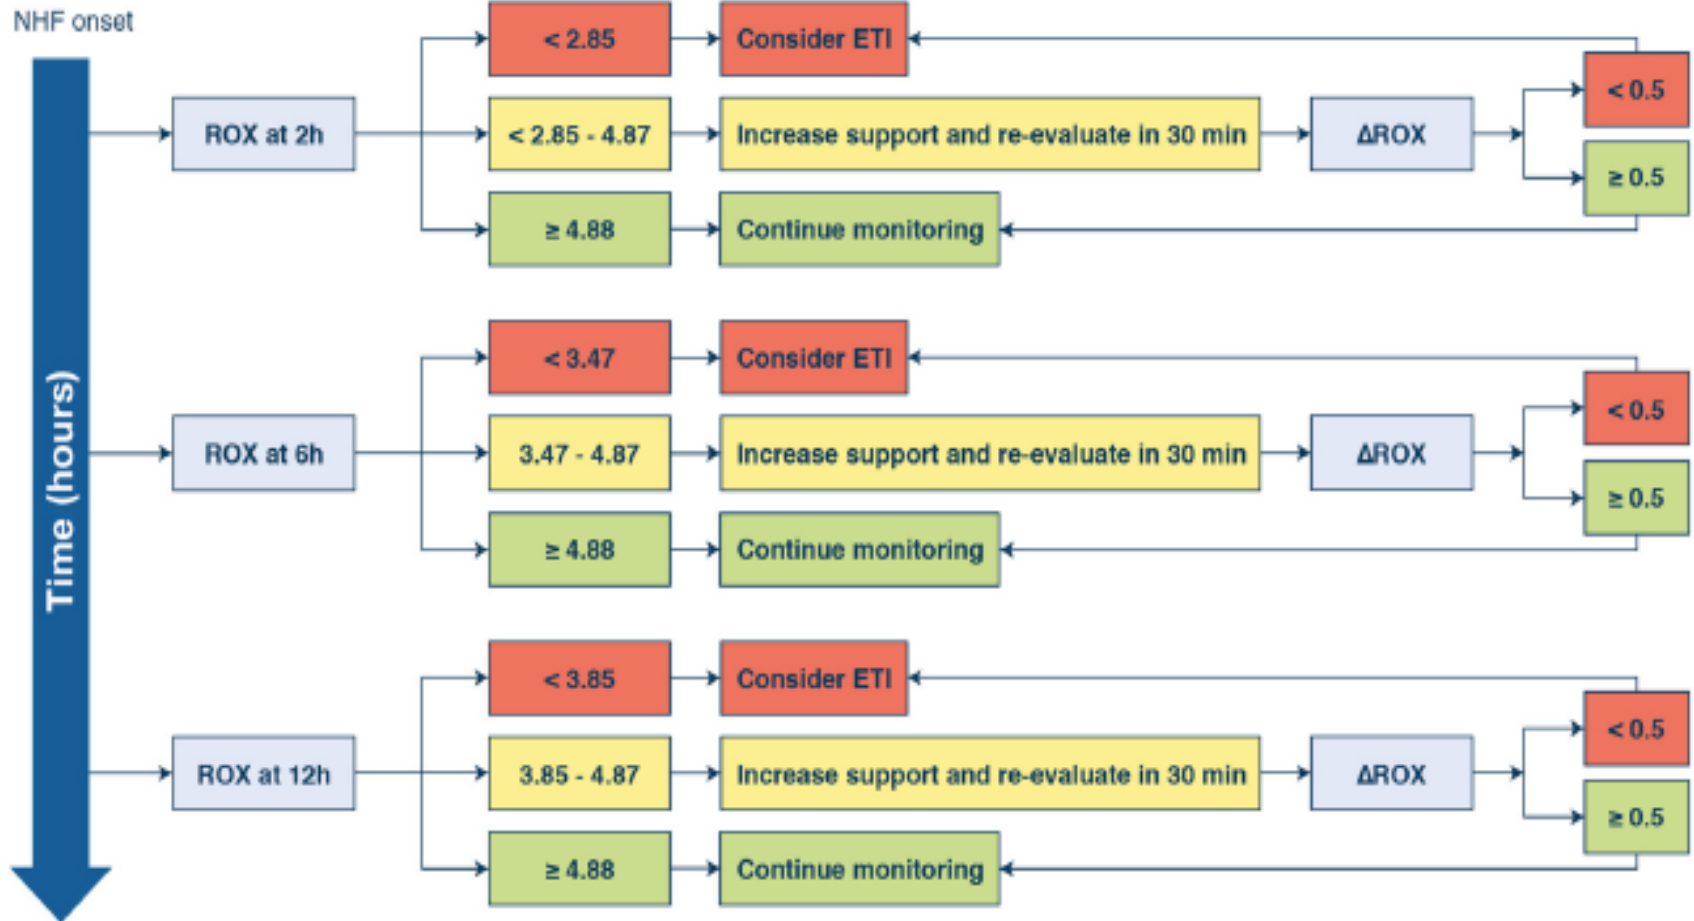 NHF onset
Time (hours)
ROX at 2h
< 2.85
Consider ETI
< 2.85 - 4.87
Increase support and re-evaluate in 30 min
ΔROX
< 0.5
≥ 0.5
≥ 4.88
Continue monitoring
ROX at 6h
< 3.47
Consider ETI
3.47 - 4.87
Increase support and re-evaluate in 30 min
ΔROX
< 0.5
≥ 0.5
≥ 4.88
Continue monitoring
ROX at 12h
< 3.85
Consider ETI
3.85 - 4.87
Increase support and re-evaluate in 30 min
ΔROX
< 0.5
≥ 0.5
≥ 4.88
Continue monitoring